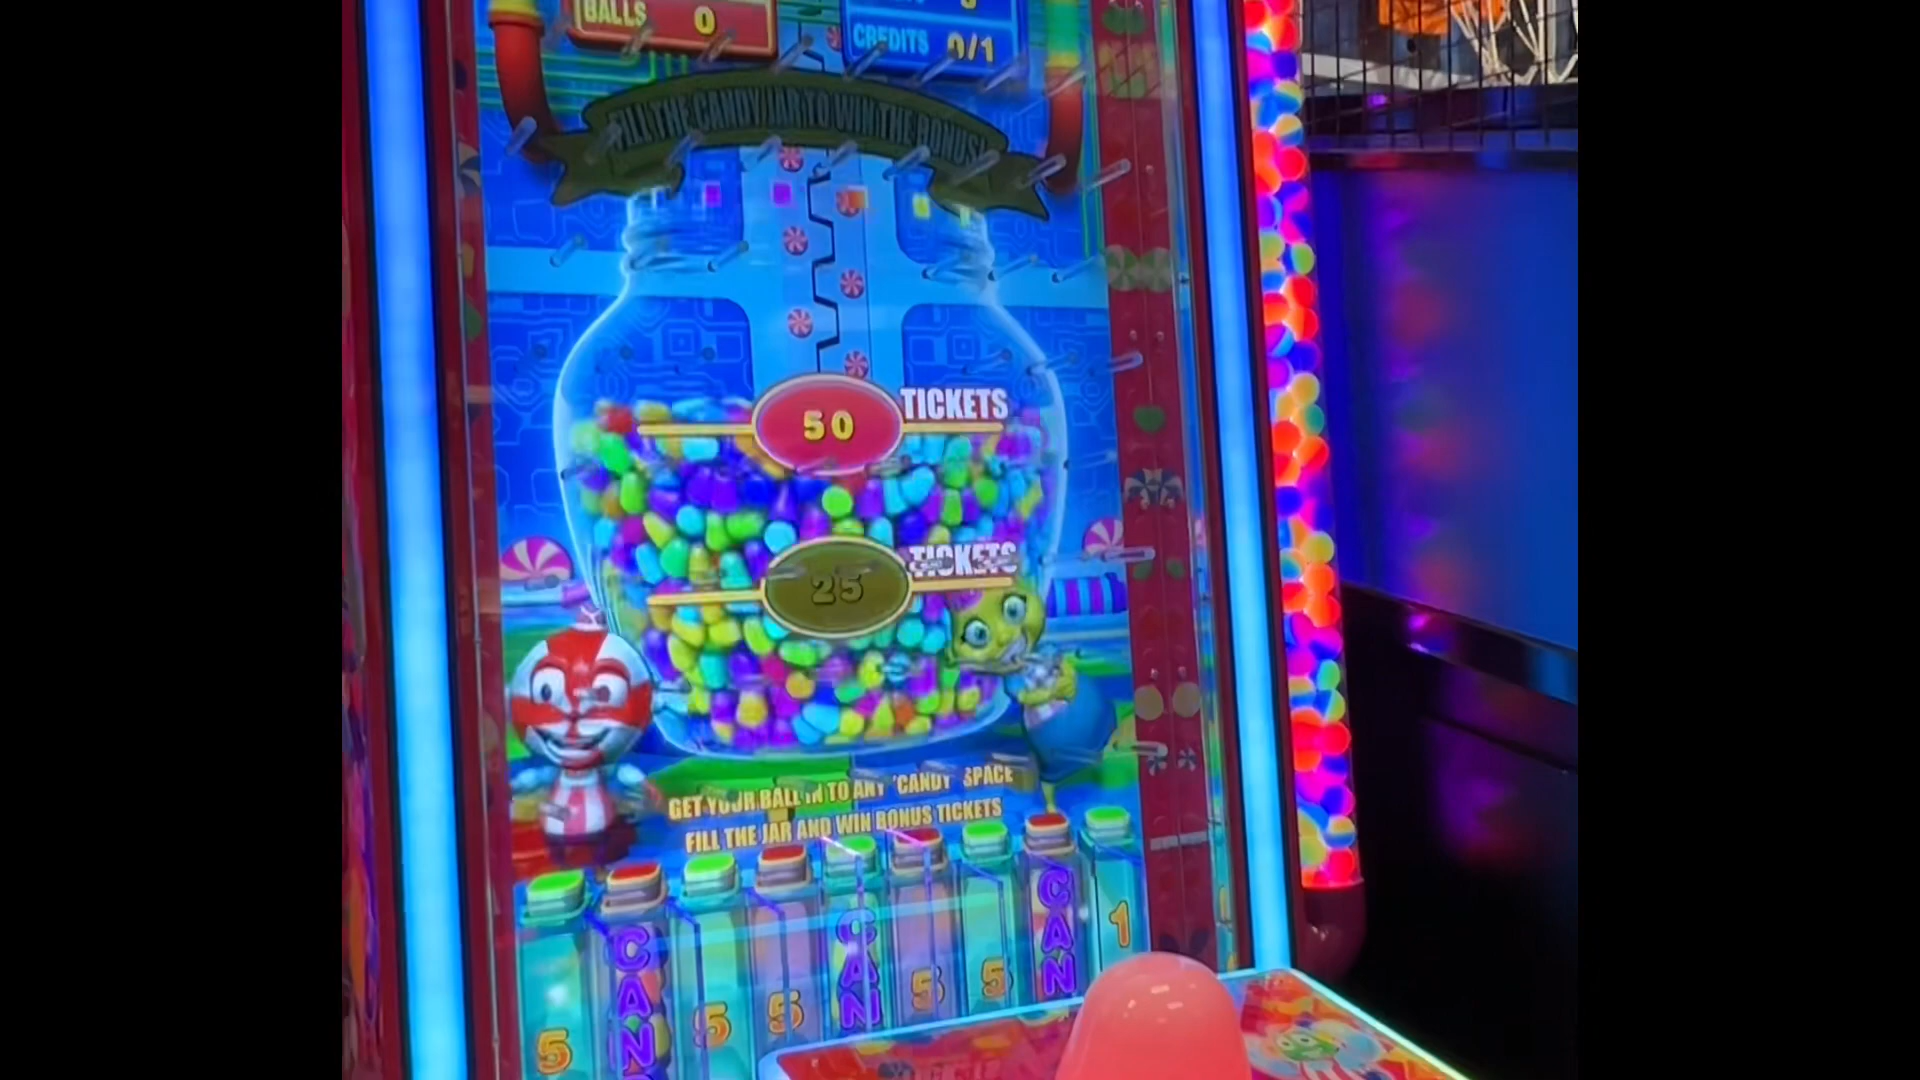 BALLS 0
CREDITS 0/1
FILL THE CANDY JAR TO WIN THE BONUS!
50 TICKETS
25 TICKETS
GET YOUR BALL IN TO ANY 'CANDY' SPACE
FILL THE JAR AND WIN BONUS TICKETS
5 CAND 5 5 CAN 5 5 CAN 1